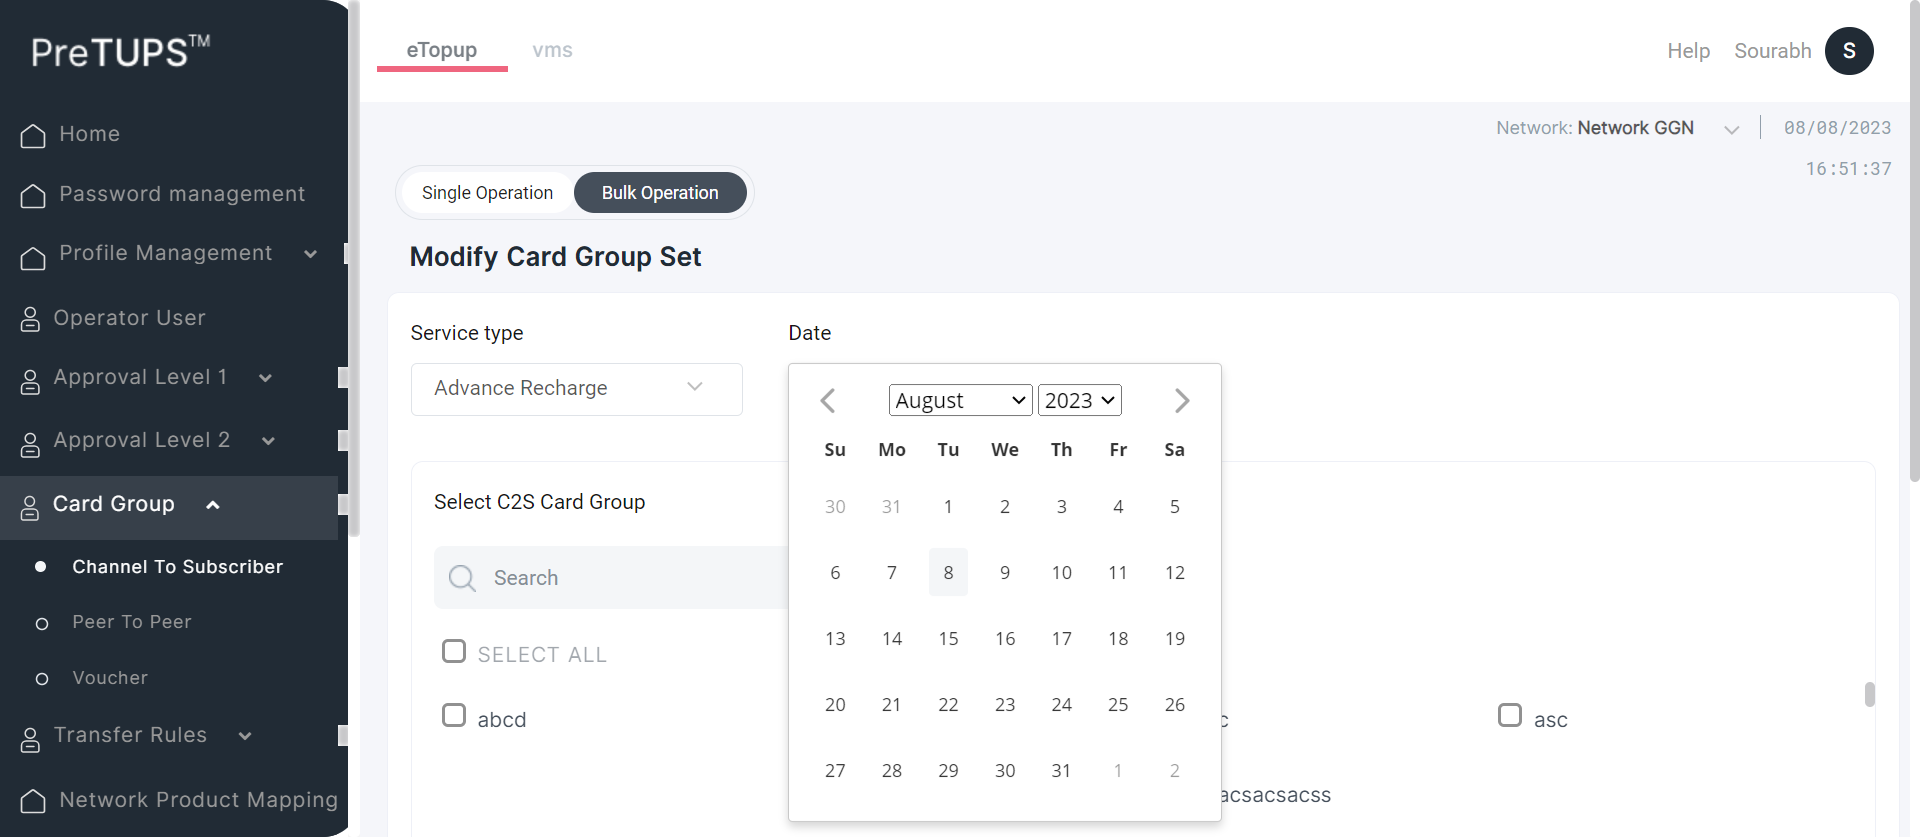 PreTUPS™
Home
Password management
Profile Management
Operator User
Approval Level 1
Approval Level 2
Card Group
Channel To Subscriber
Peer To Peer
Voucher
Transfer Rules
Network Product Mapping
eTopup vms
Help Sourabh S
Network: Network GGN 08/08/2023
16:51:37
Single Operation Bulk Operation
Modify Card Group Set
Service type Date
Advance Recharge
August 2023
Su Mo Tu We Th Fr Sa
30 31 1 2 3 4 5
6 7 8 9 10 11 12
13 14 15 16 17 18 19
20 21 22 23 24 25 26
27 28 29 30 31 1 2
Select C2S Card Group
Search
SELECT ALL
abcd c asc
acsacsacss